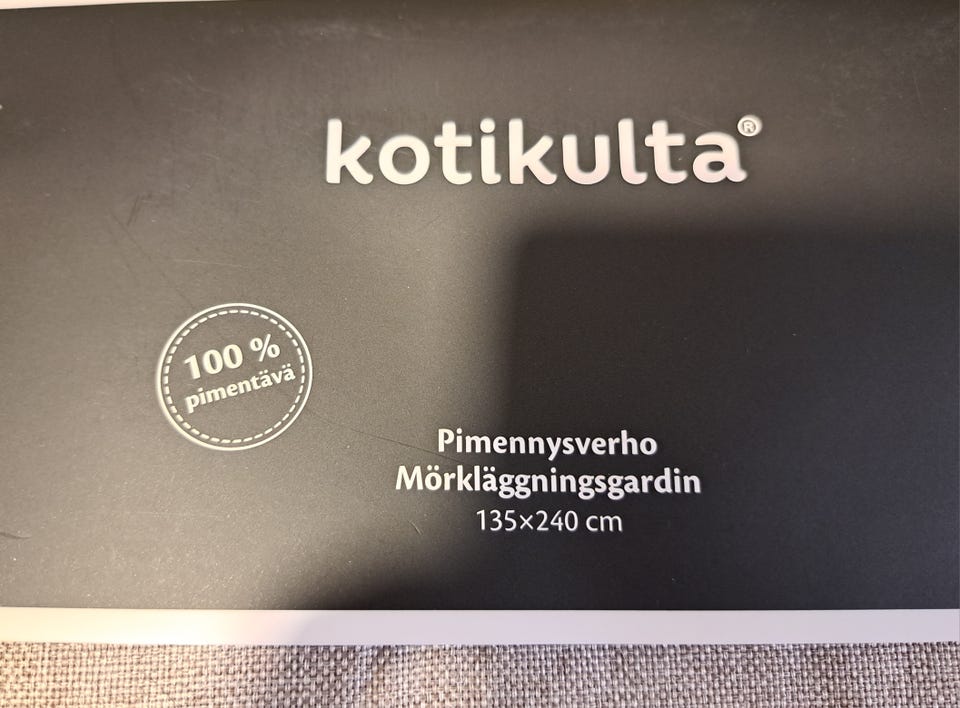 kotikulta®
100 %
pimentävä
Pimennysverho
Mörkläggningsgardin
135×240 cm